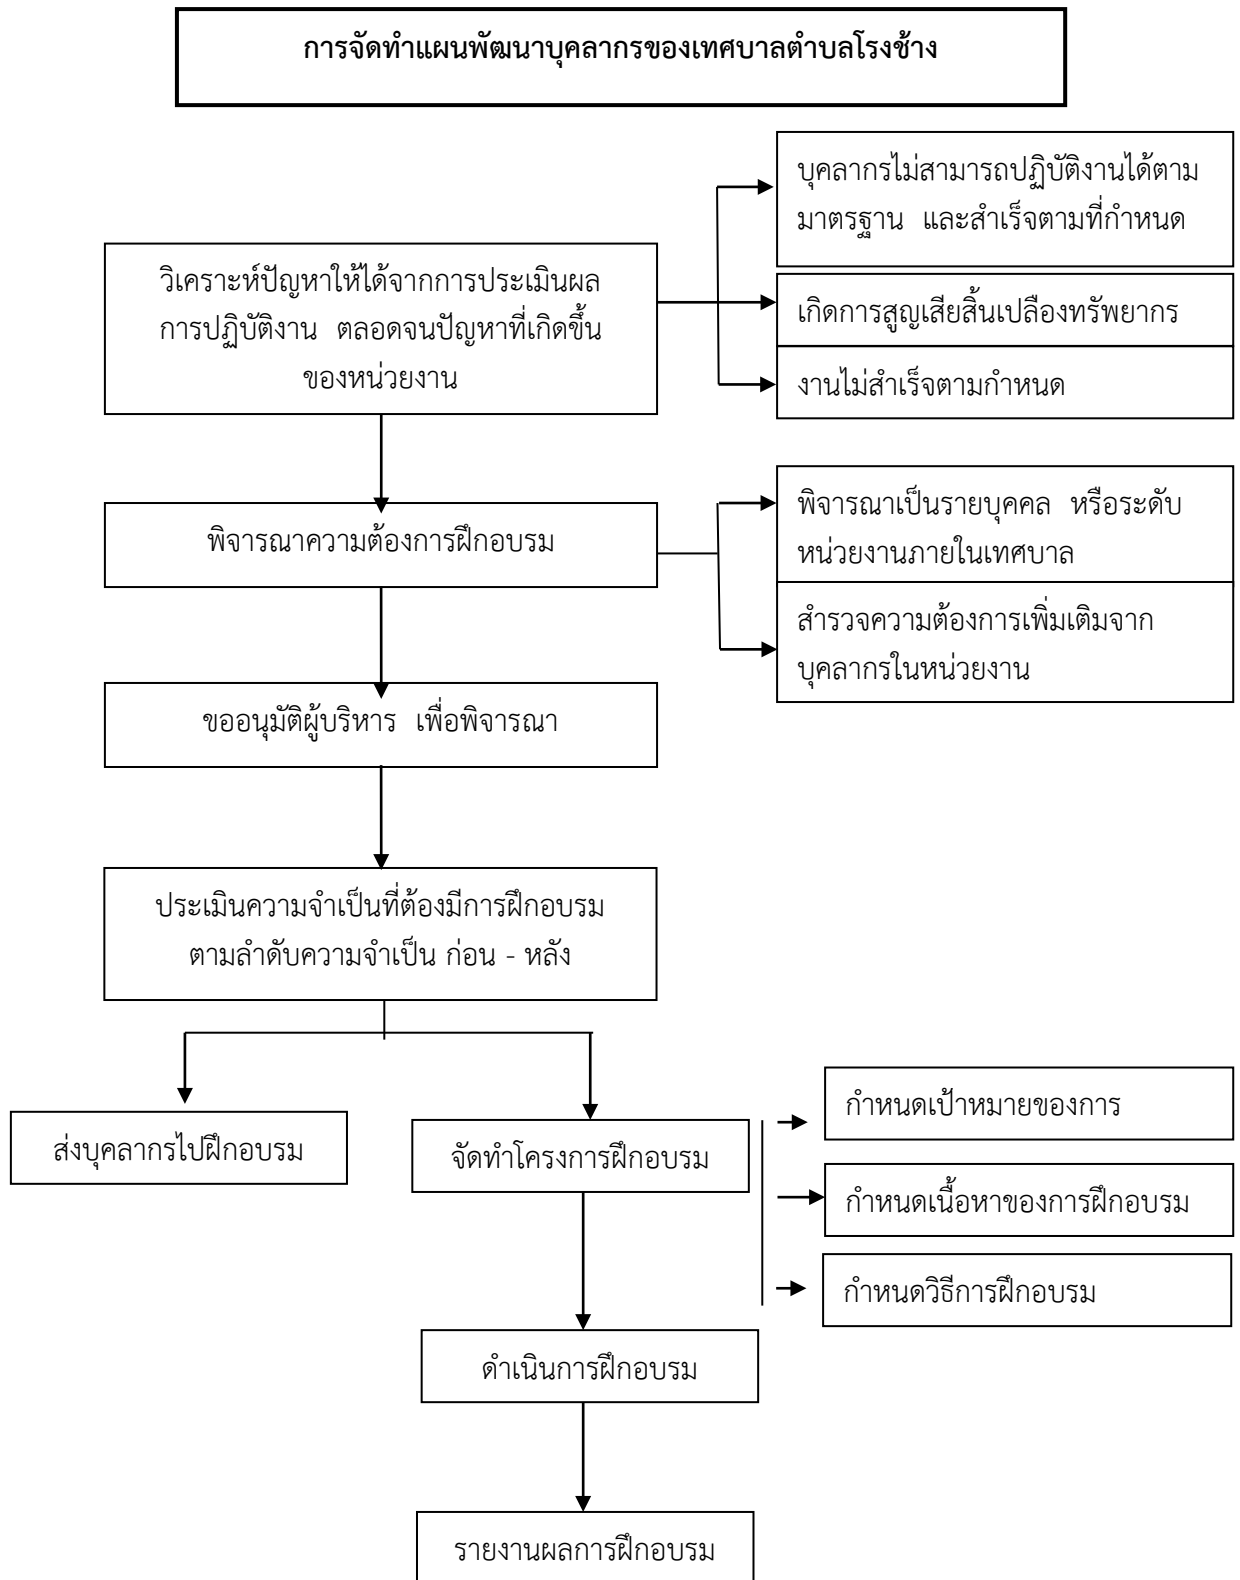 การจัดทำแผนพัฒนาบุคลากรของเทศบาลตำบลโรงช้าง
บุคลากรไม่สามารถปฏิบัติงานได้ตาม
มาตรฐาน และสำเร็จตามที่กำหนด
วิเคราะห์ปัญหาให้ได้จากการประเมินผล
การปฏิบัติงาน ตลอดจนปัญหาที่เกิดขึ้น
ของหน่วยงาน
เกิดการสูญเสียสิ้นเปลืองทรัพยากร
งานไม่สำเร็จตามกำหนด
พิจารณาความต้องการฝึกอบรม
พิจารณาเป็นรายบุคคล หรือระดับ
หน่วยงานภายในเทศบาล
สำรวจความต้องการเพิ่มเติมจาก
บุคลากรในหน่วยงาน
ขออนุมัติผู้บริหาร เพื่อพิจารณา
ประเมินความจำเป็นที่ต้องมีการฝึกอบรม
ตามลำดับความจำเป็น ก่อน - หลัง
ส่งบุคลากรไปฝึกอบรม
จัดทำโครงการฝึกอบรม
กำหนดเป้าหมายของการ
กำหนดเนื้อหาของการฝึกอบรม
กำหนดวิธีการฝึกอบรม
ดำเนินการฝึกอบรม
รายงานผลการฝึกอบรม